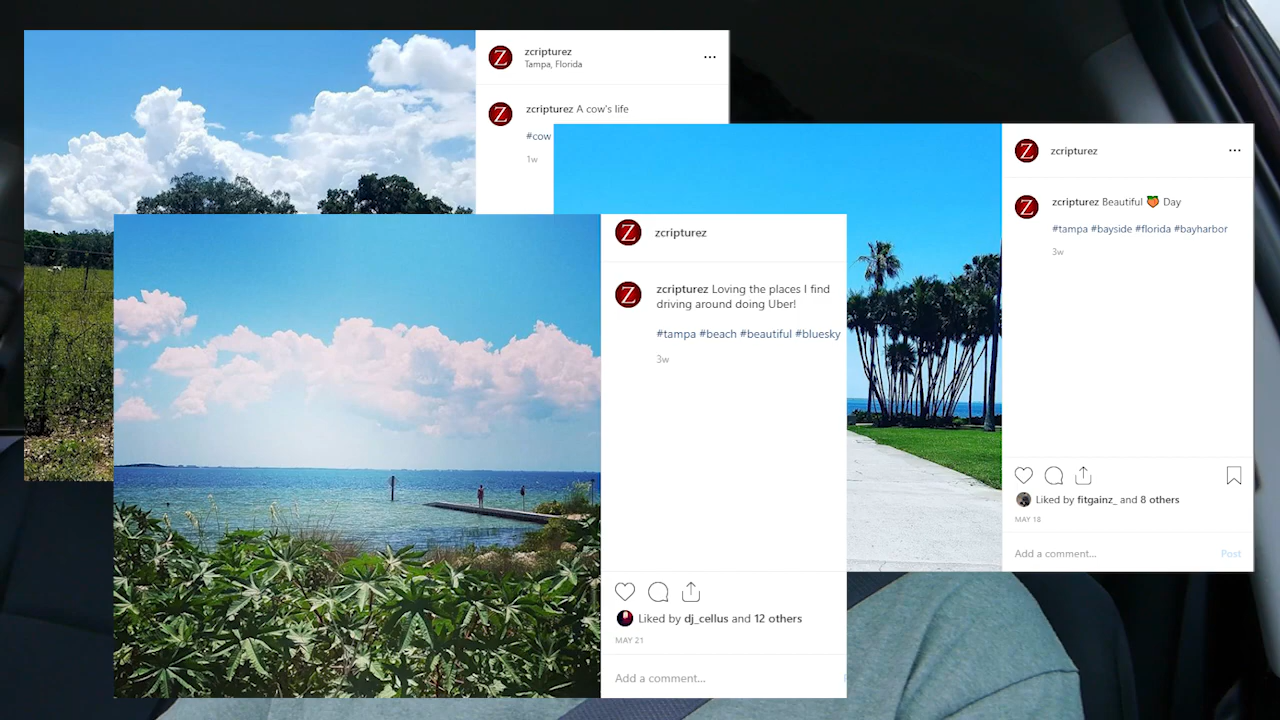 Z
zcripturez
Tampa, Florida
Z
zcripturez A cow's life
#cow
1w
Z
zcripturez
Z
zcripturez Beautiful 🍑 Day
#tampa #bayside #florida #bayharbor
3w
Liked by fitgainz_ and 8 others
MAY 18
Add a comment...
Post
Z
zcripturez
Z
zcripturez Loving the places I find
driving around doing Uber!
#tampa #beach #beautiful #bluesky
3w
Liked by dj_cellus and 12 others
MAY 21
Add a comment...